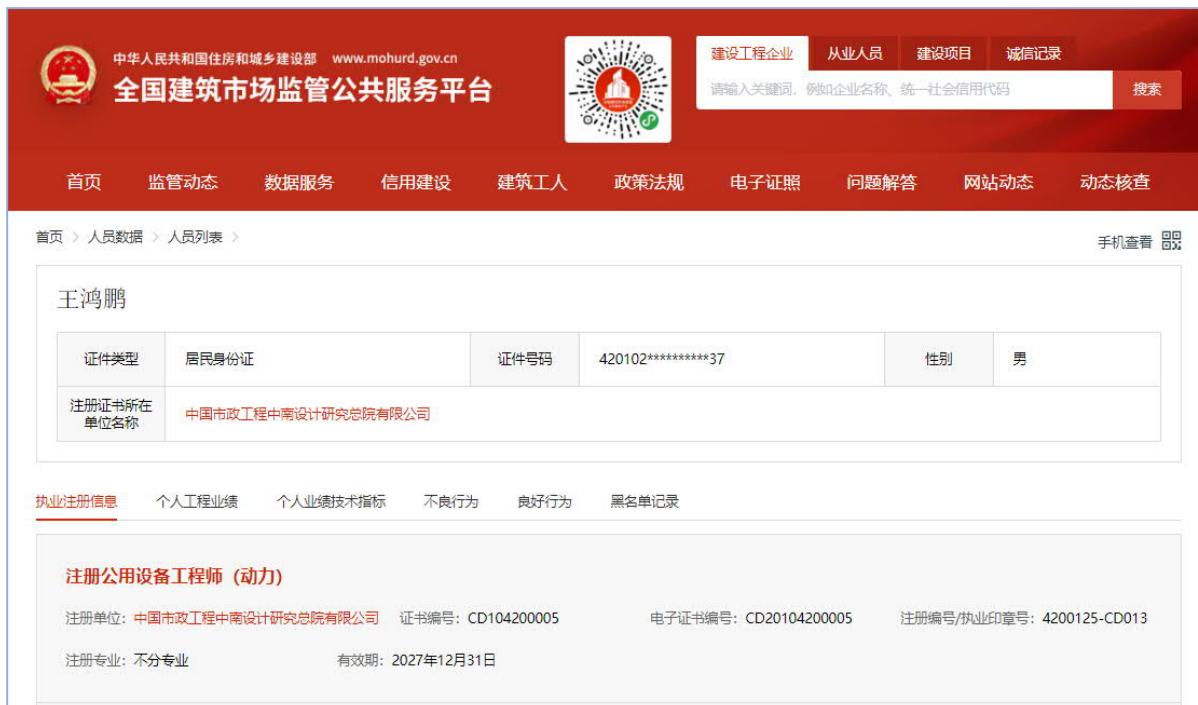 中华人民共和国住房和城乡建设部 www.mohurd.gov.cn
全国建筑市场监管公共服务平台
建设工程企业 从业人员 建设项目 诚信记录
请输入关键词，例如企业名称、统一社会信用代码 搜索
首页 监管动态 数据服务 信用建设 建筑工人 政策法规 电子证照 问题解答 网站动态 动态核查
首页 > 人员数据 > 人员列表 >
手机查看
王鸿鹏
证件类型 居民身份证 证件号码 420102**********37 性别 男
注册证书所在
单位名称
中国市政工程中南设计研究总院有限公司
执业注册信息 个人工程业绩 个人业绩技术指标 不良行为 良好行为 黑名单记录
注册公用设备工程师（动力）
注册单位：中国市政工程中南设计研究总院有限公司 证书编号：CD104200005 电子证书编号：CD20104200005 注册编号/执业印章号：4200125-CD013
注册专业：不分专业 有效期：2027年12月31日